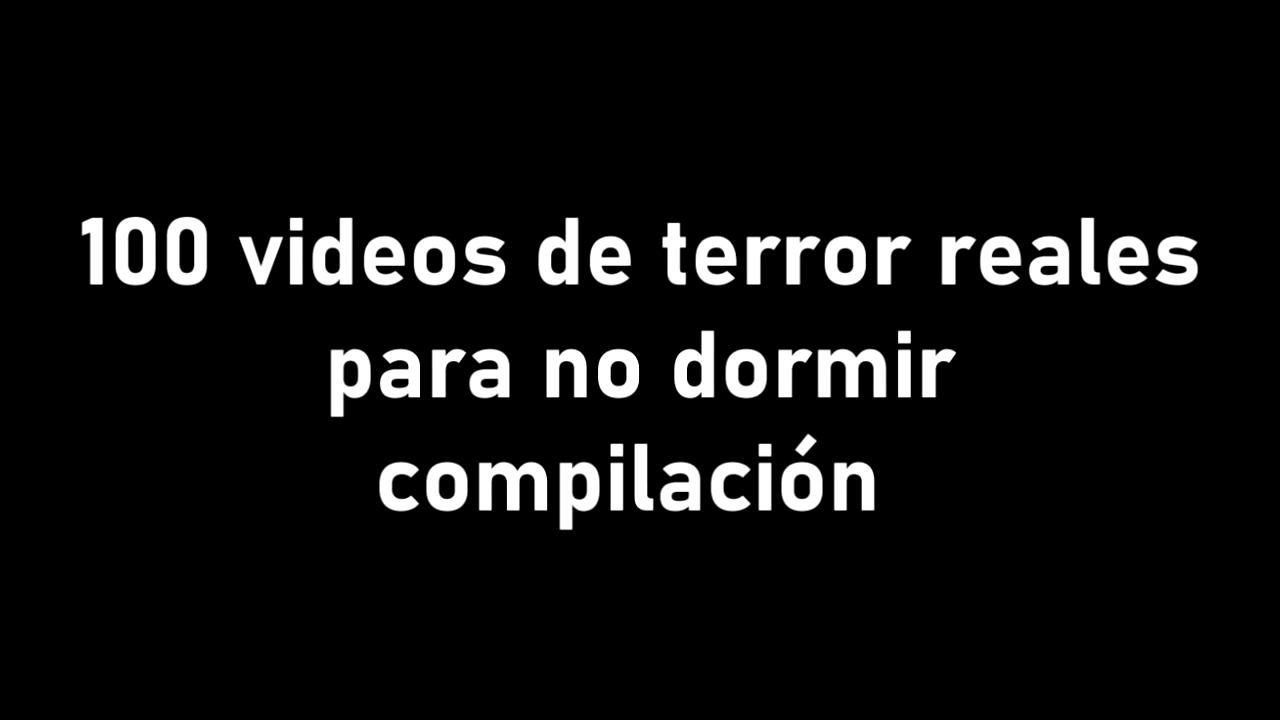 100 videos de terror reales
para no dormir
compilación